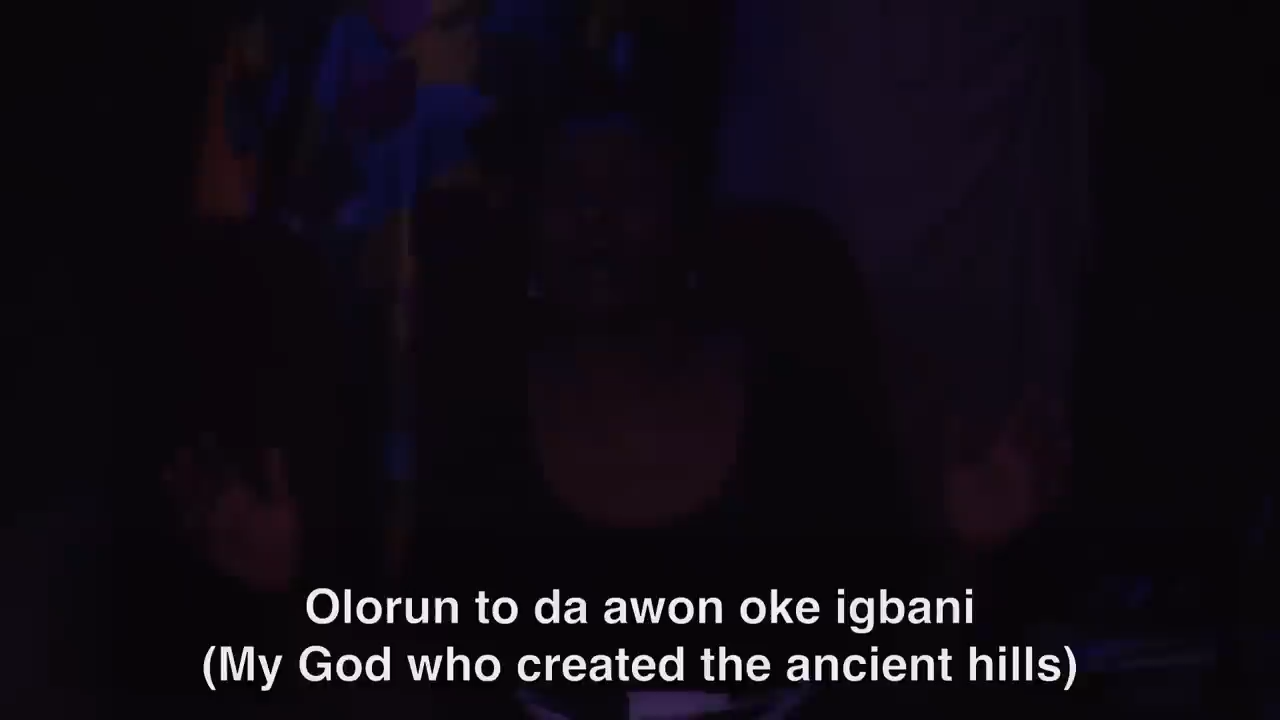 Olorun to da awon oke igbani
(My God who created the ancient hills)